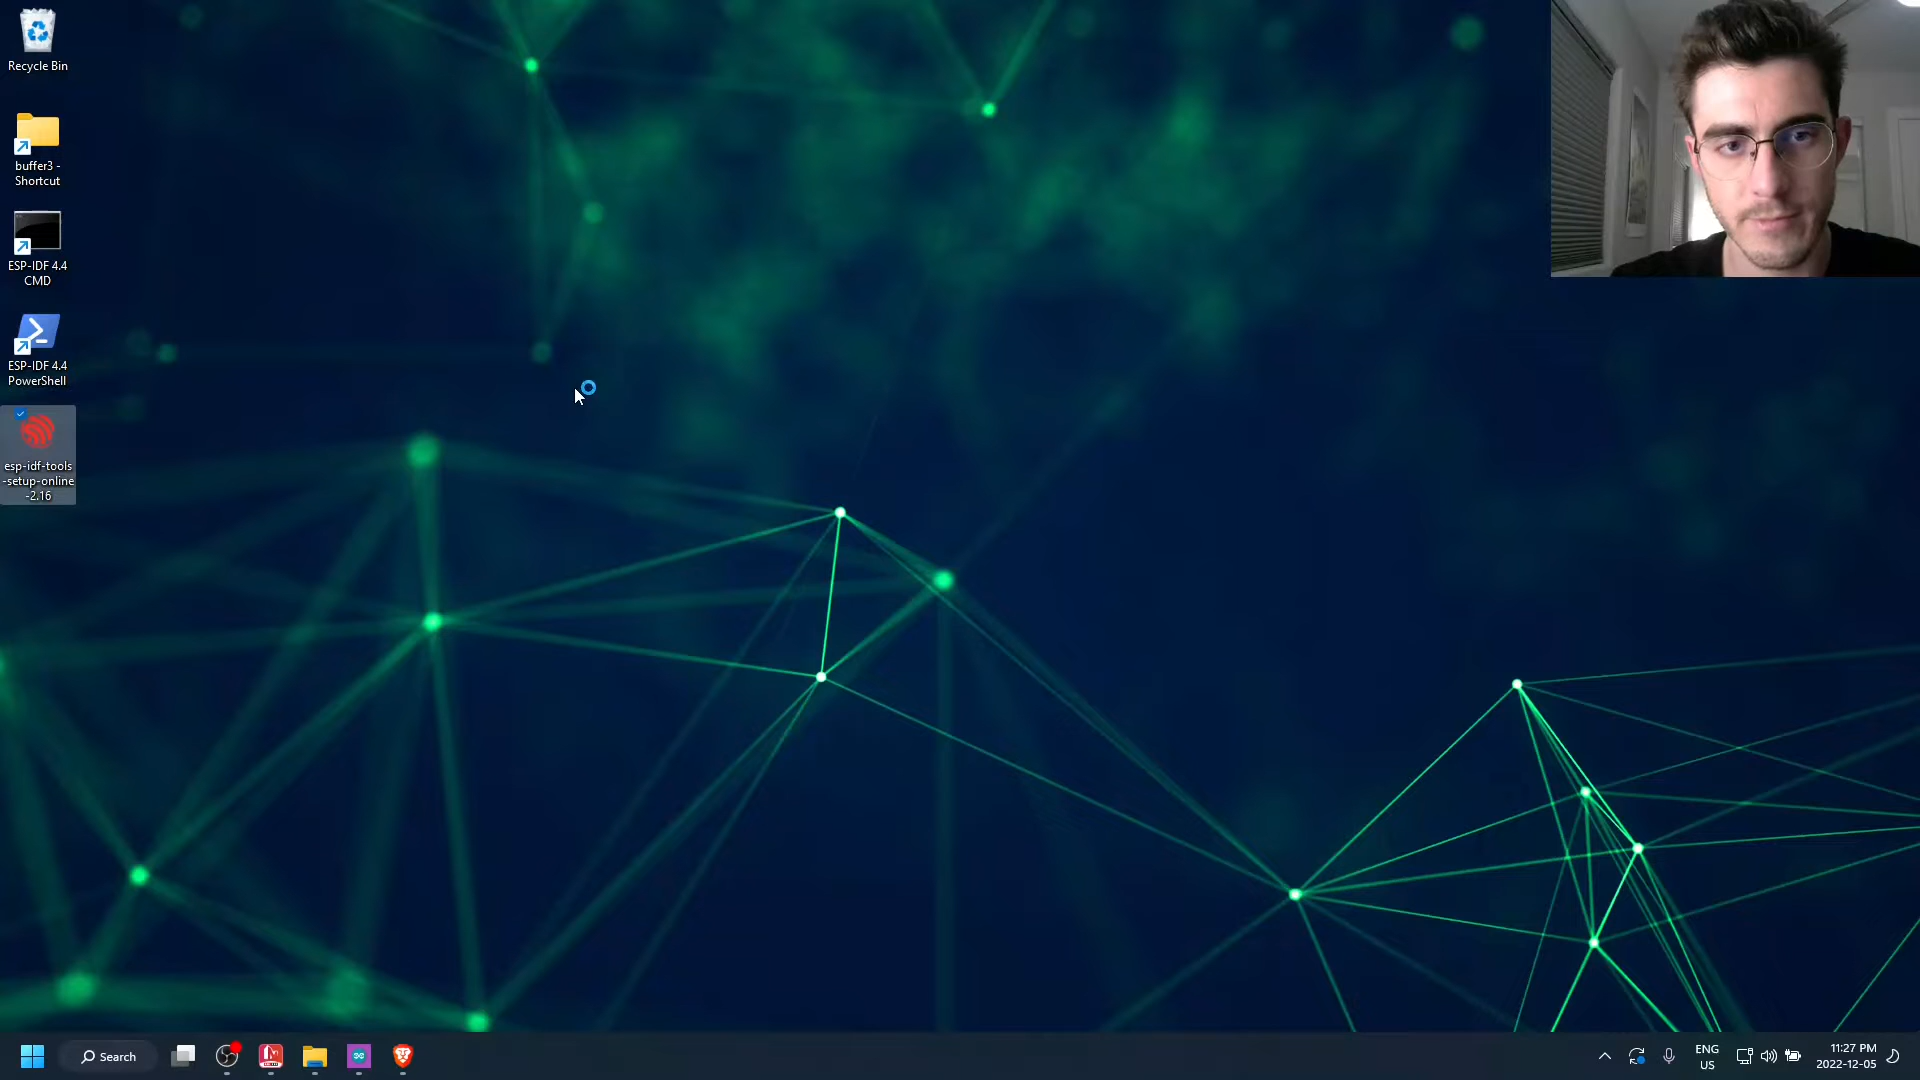 Recycle Bin
buffer3 -
Shortcut
ESP-IDF 4.4
CMD
ESP-IDF 4.4
PowerShell
esp-idf-tools
-setup-online
-2.16
Search
ENG
US
11:27 PM
2022-12-05